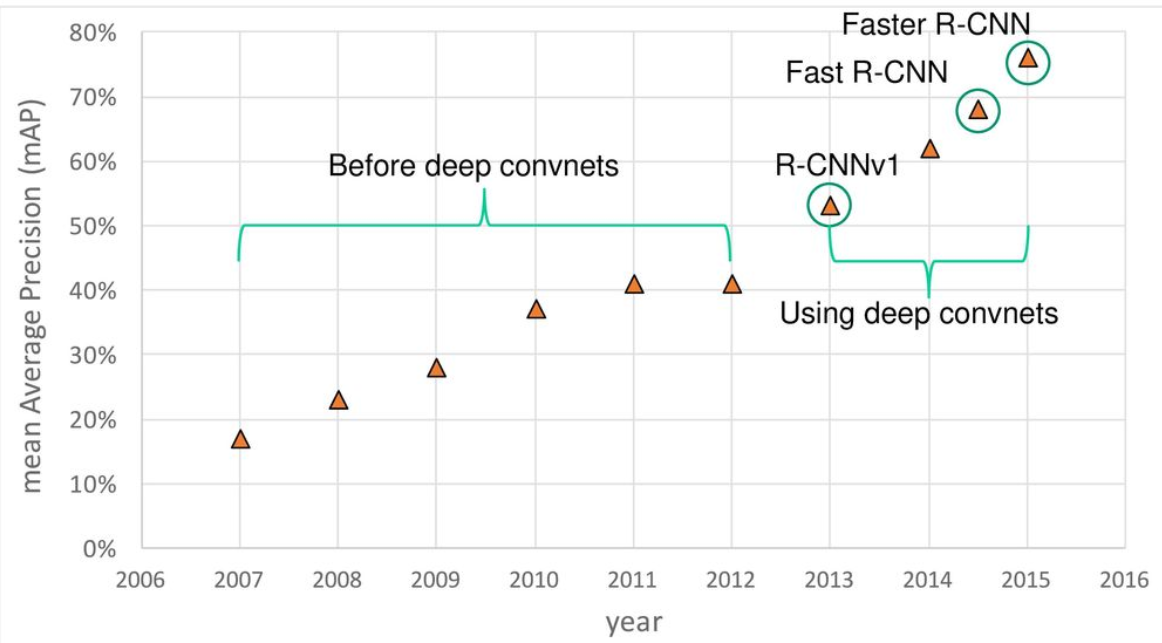 Faster R-CNN
80%
Fast R-CNN
70%
60%
Before deep convnets
R-CNNv1
50%
40%
Using deep convnets
30%
20%
10%
0%
mean Average Precision (mAP)
2006 2007 2008 2009 2010 2011 2012 2013 2014 2015 2016
year